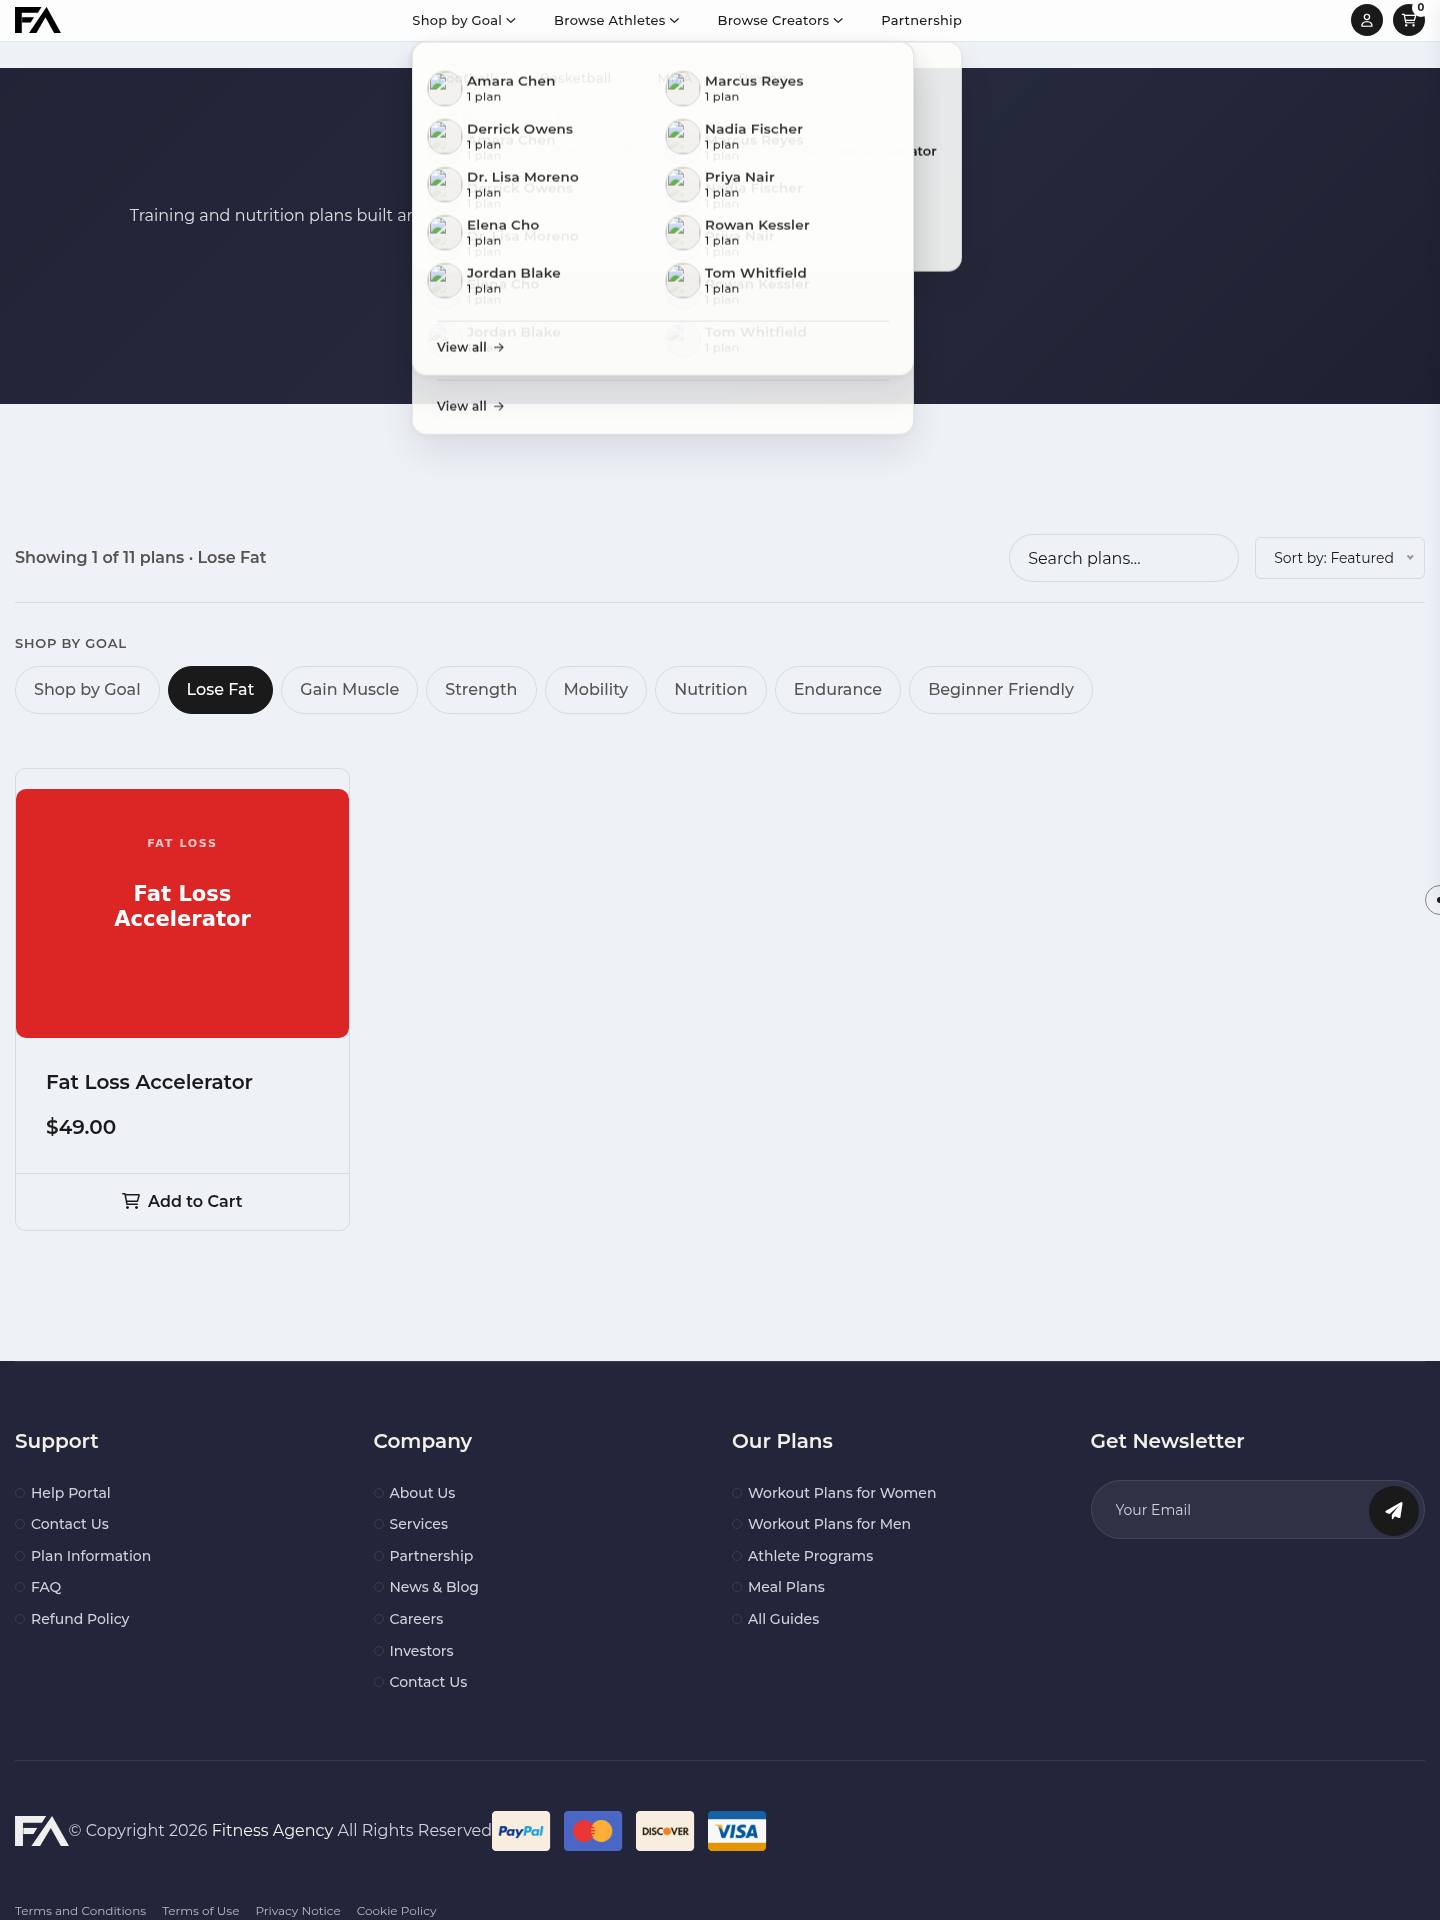 FA
Shop by Goal
Browse Athletes
Browse Creators
Partnership
0
Amara Chen
1 plan
Marcus Reyes
1 plan
Derrick Owens
1 plan
Nadia Fischer
1 plan
Dr. Lisa Moreno
1 plan
Priya Nair
1 plan
Elena Cho
1 plan
Rowan Kessler
1 plan
Jordan Blake
1 plan
Tom Whitfield
1 plan
Jordan Blake
Tom Whitfield
1 plan
View all →
View all →
Training and nutrition plans built
Showing 1 of 11 plans · Lose Fat
Search plans...
Sort by: Featured
SHOP BY GOAL
Shop by Goal
Lose Fat
Gain Muscle
Strength
Mobility
Nutrition
Endurance
Beginner Friendly
FAT LOSS
Fat Loss
Accelerator
Fat Loss Accelerator
$49.00
Add to Cart
Support
Help Portal
Contact Us
Plan Information
FAQ
Refund Policy
Company
About Us
Services
Partnership
News & Blog
Careers
Investors
Contact Us
Our Plans
Workout Plans for Women
Workout Plans for Men
Athlete Programs
Meal Plans
All Guides
Get Newsletter
Your Email
FA © Copyright 2026 Fitness Agency All Rights Reserved
PayPal
DISCOVER
VISA
Terms and Conditions
Terms of Use
Privacy Notice
Cookie Policy